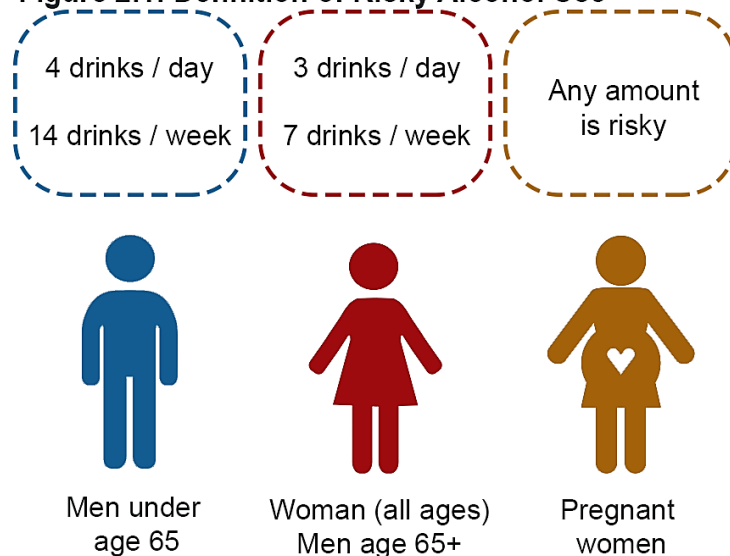 4 drinks / day
14 drinks / week
3 drinks / day
7 drinks / week
Any amount
is risky
Men under
age 65
Woman (all ages)
Men age 65+
Pregnant
women